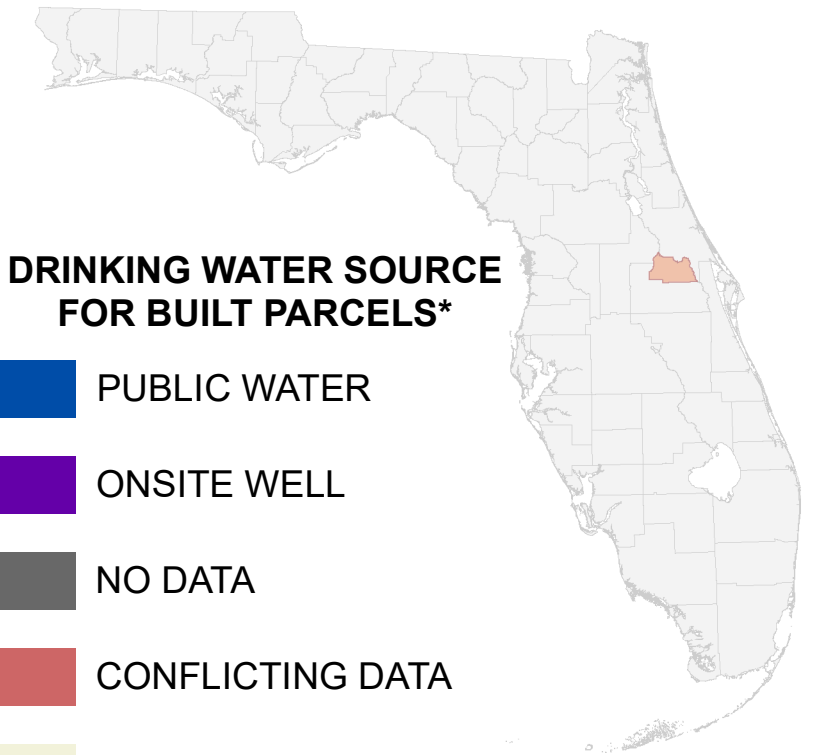 DRINKING WATER SOURCE
FOR BUILT PARCELS*
PUBLIC WATER
ONSITE WELL
NO DATA
CONFLICTING DATA